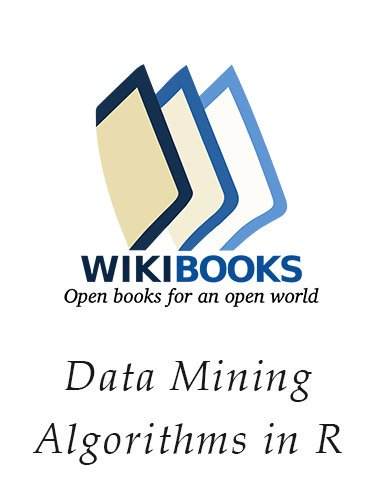 WIKIBOOKS
Open books for an open world
Data Mining
Algorithms in R